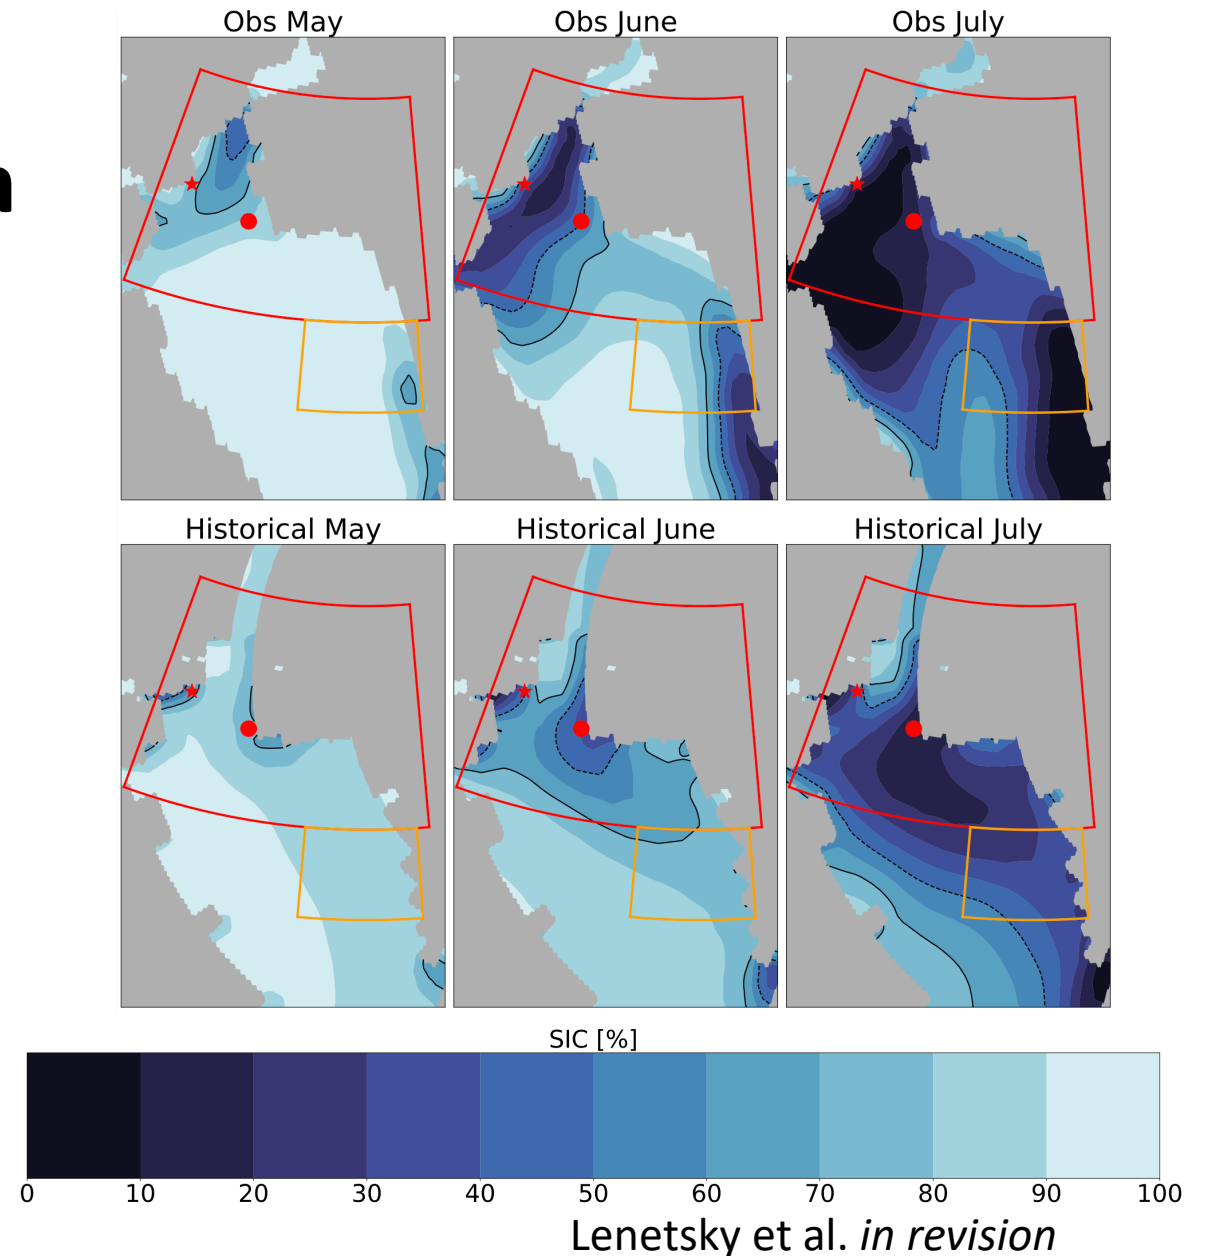 Obs May Obs June Obs July
Historical May Historical June Historical July
SIC [%]
0 10 20 30 40 50 60 70 80 90 100
Lenetsky et al. in revision